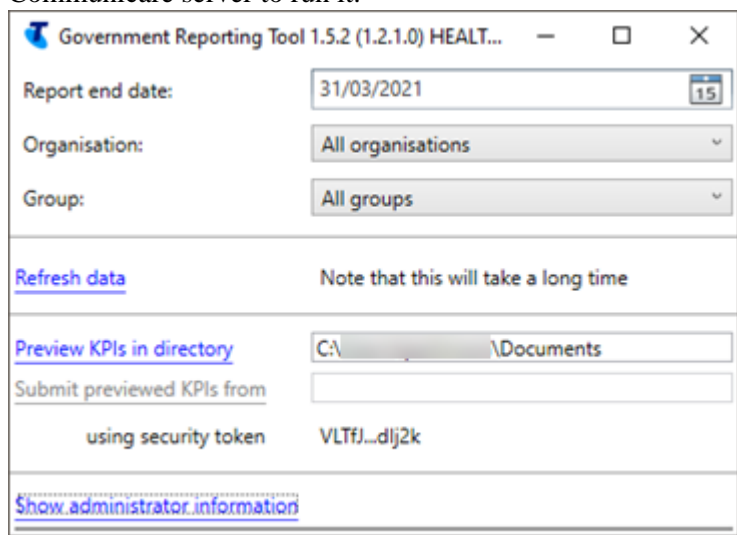 Communicare server to run it.
Government Reporting Tool 1.5.2 (1.2.1.0) HEALT...
Report end date: 31/03/2021 15
Organisation: All organisations
Group: All groups
Refresh data Note that this will take a long time
Preview KPIs in directory C:\ \Documents
Submit previewed KPIs from
using security token VLTfJ...dIj2k
Show administrator information